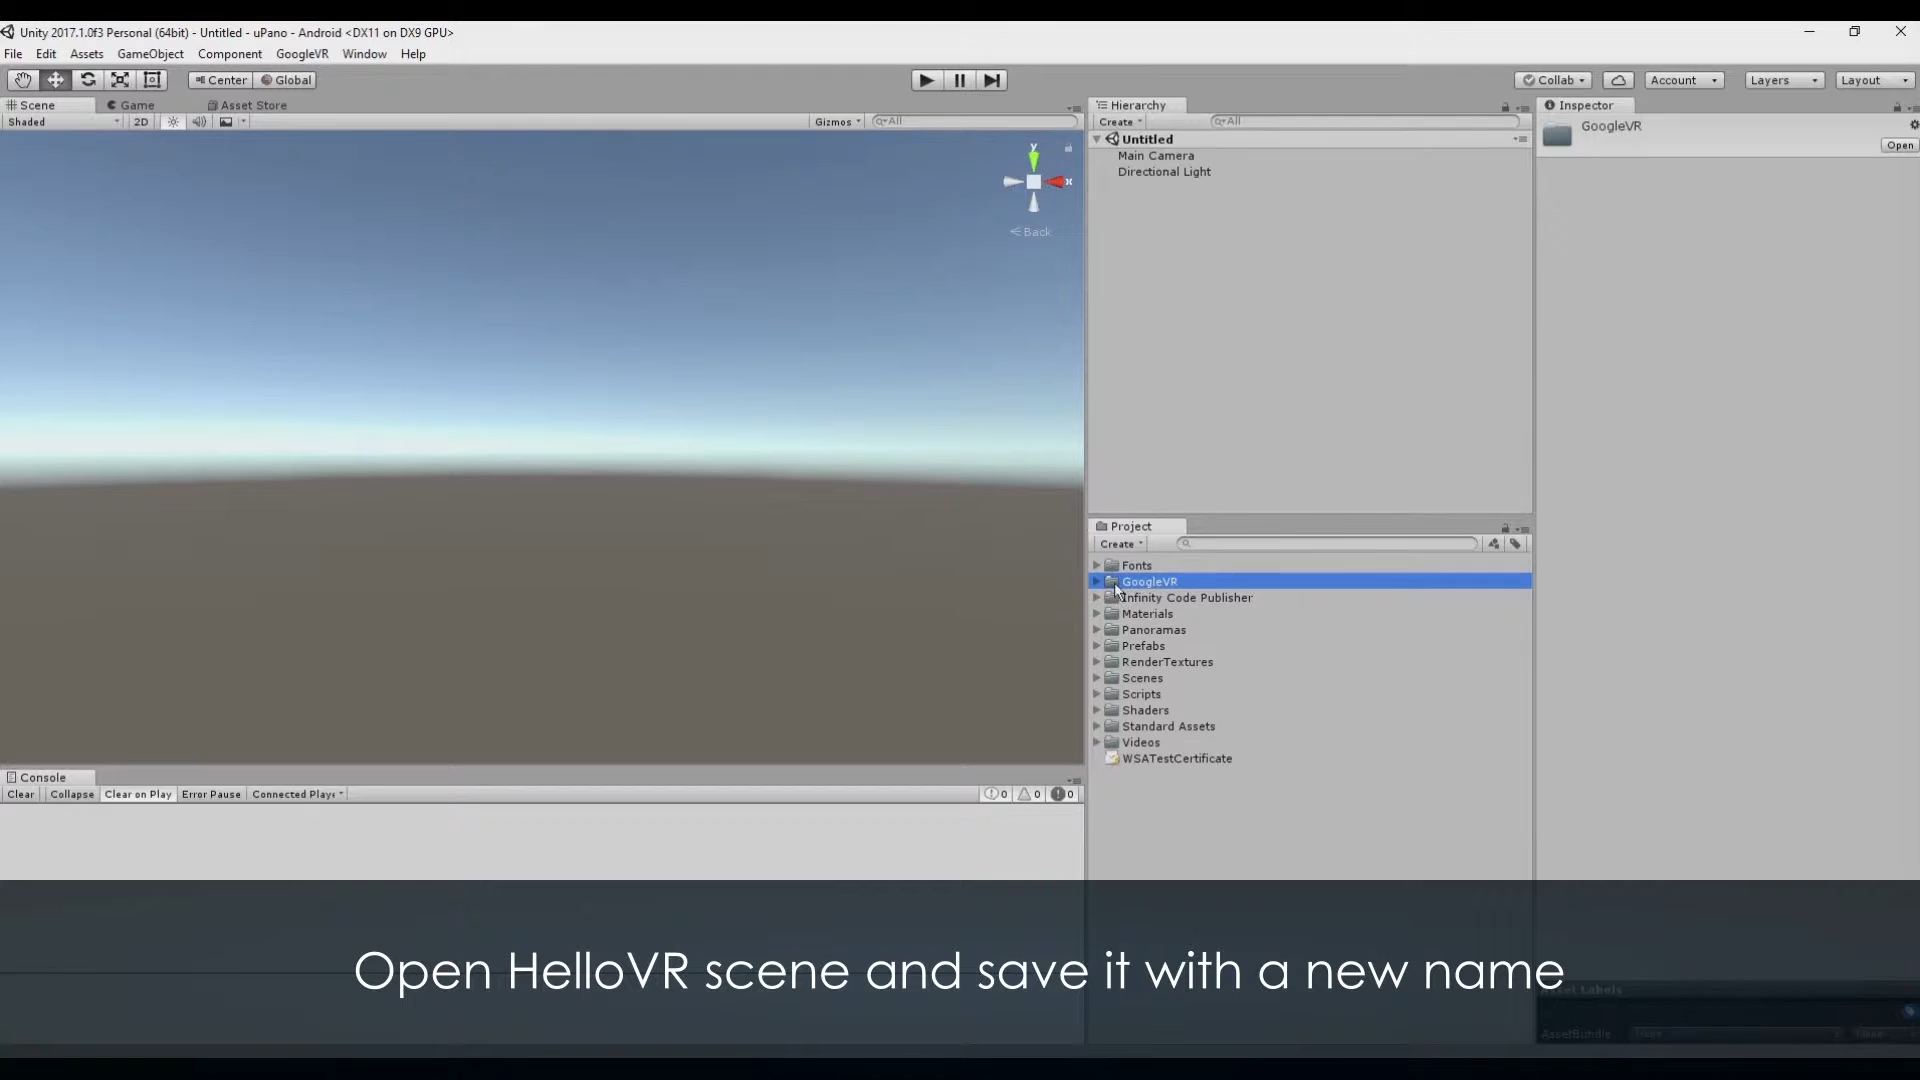 Unity 2017.1.0f3 Personal (64bit) - Untitled - uPano - Android <DX11 on DX9 GPU>
File Edit Assets GameObject Component GoogleVR Window Help
Center Global Collab Account Layers Layout
Scene Game Asset Store
Shaded 2D Gizmos All
y
x
Back
Hierarchy
Create All
Untitled
Main Camera
Directional Light
Inspector
GoogleVR
Open
Project
Create
Fonts
GoogleVR
Infinity Code Publisher
Materials
Panoramas
Prefabs
RenderTextures
Scenes
Scripts
Shaders
Standard Assets
Videos
WSATestCertificate
Console
Clear Collapse Clear on Play Error Pause Connected Playe 0 0 0
Open HelloVR scene and save it with a new name
Asset Labels
AssetBundle